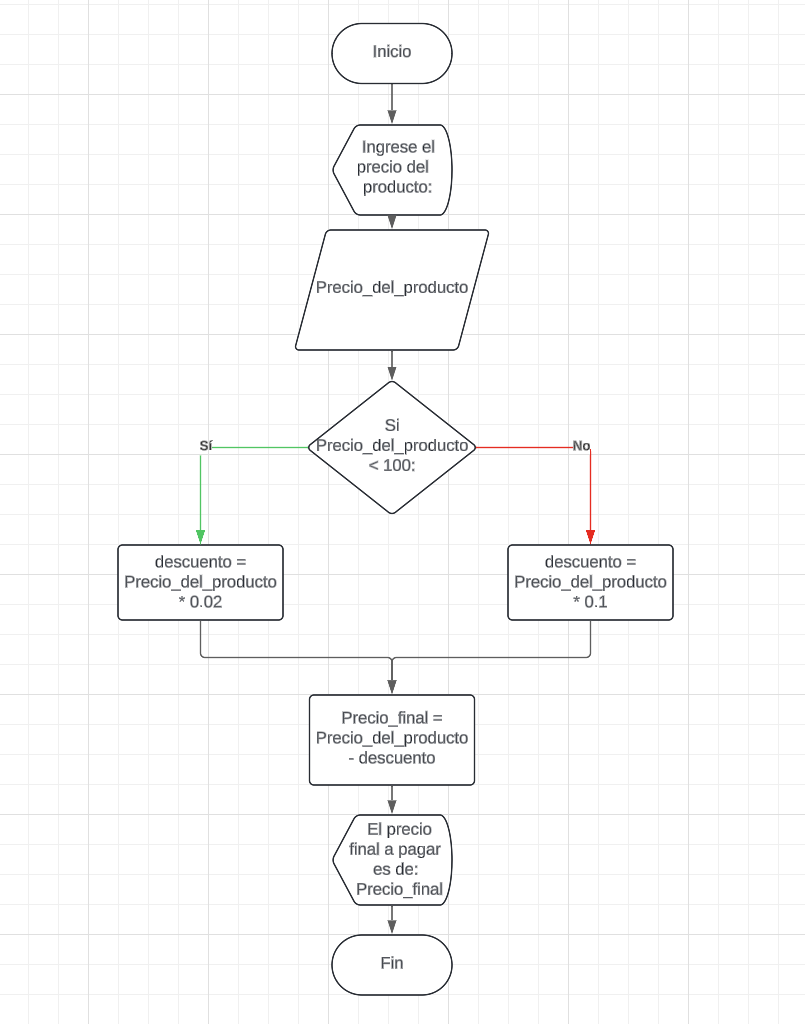 Inicio
Ingrese el
precio del
producto:
Precio_del_producto
Si
Precio_del_producto
< 100:
Sí
No
descuento =
Precio_del_producto
* 0.02
descuento =
Precio_del_producto
* 0.1
Precio_final =
Precio_del_producto
- descuento
El precio
final a pagar
es de:
Precio_final
Fin